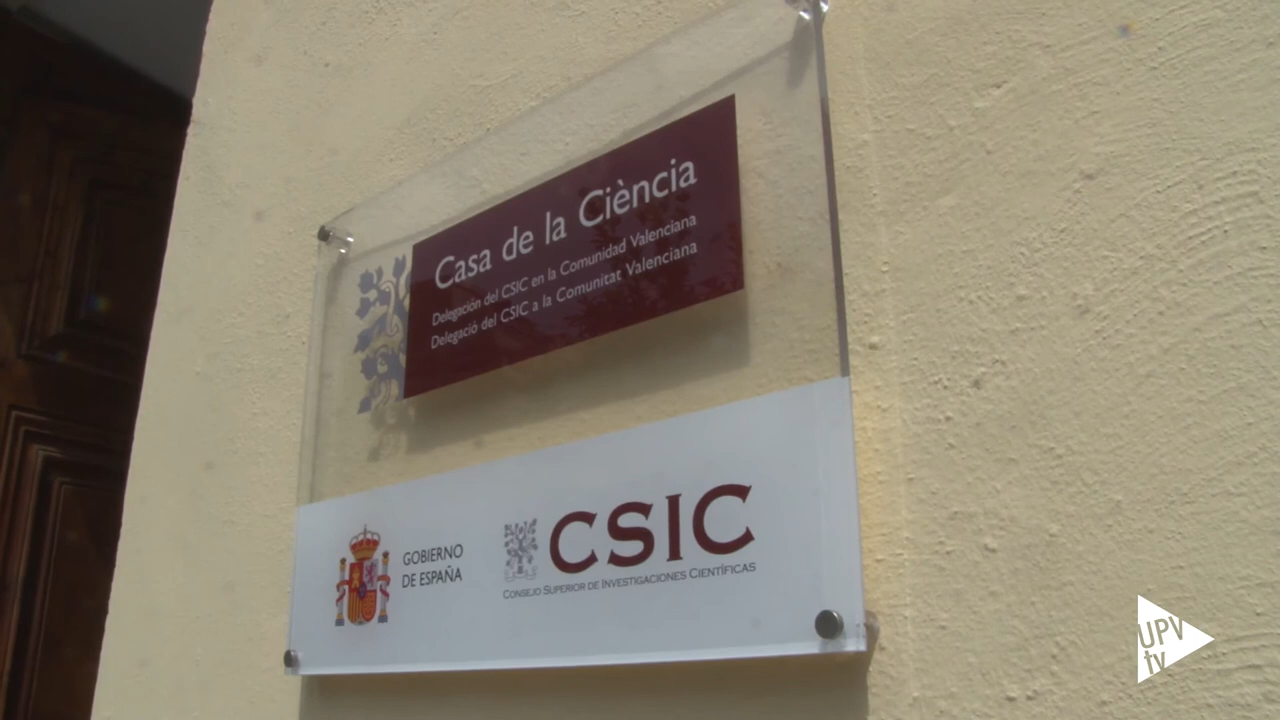 Casa de la Ciència
Delegación del CSIC en la Comunidad Valenciana
Delegació del CSIC a la Comunitat Valenciana
GOBIERNO
DE ESPAÑA
CSIC
CONSEJO SUPERIOR DE INVESTIGACIONES CIENTÍFICAS
UPV
tv